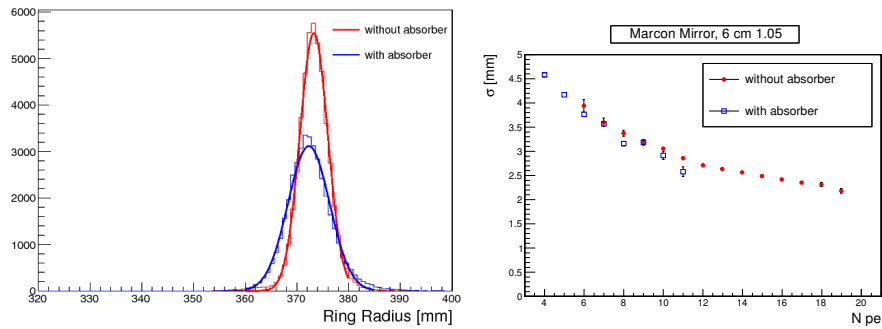 6000
5000
4000
3000
2000
1000
0
320 330 340 350 360 370 380 390 400
Ring Radius [mm]
without absorber
with absorber
Marcon Mirror, 6 cm 1.05
σ [mm]
5
4.5
4
3.5
3
2.5
2
1.5
1
0.5
0
4 6 8 10 12 14 16 18 20
N pe
without absorber
with absorber